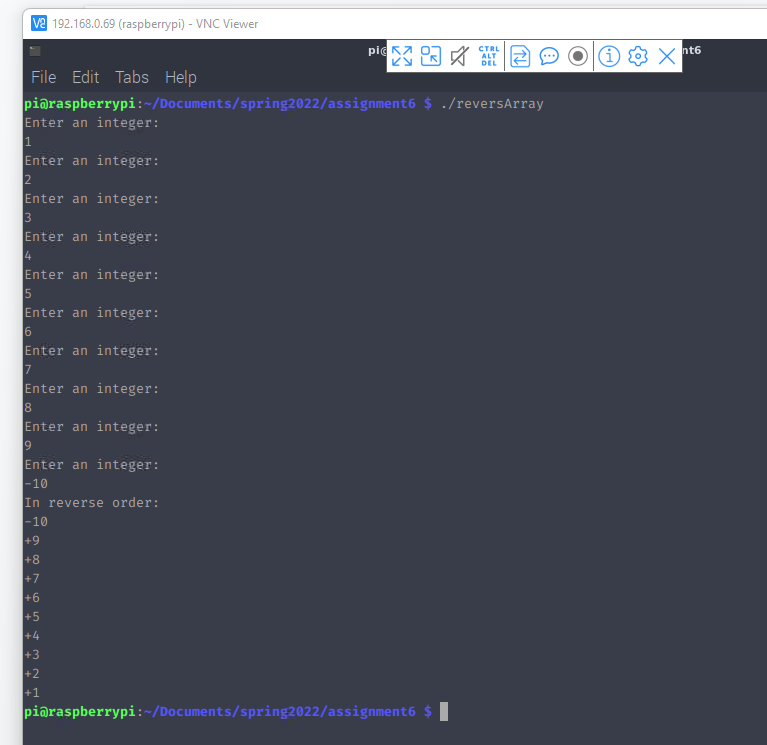 192.168.0.69 (raspberrypi) - VNC Viewer
pi@
CTRL
ALT
DEL
nt6
File Edit Tabs Help
pi@raspberrypi:~/Documents/spring2022/assignment6 $ ./reversArray
Enter an integer:
1
Enter an integer:
2
Enter an integer:
3
Enter an integer:
4
Enter an integer:
5
Enter an integer:
6
Enter an integer:
7
Enter an integer:
8
Enter an integer:
9
Enter an integer:
-10
In reverse order:
-10
+9
+8
+7
+6
+5
+4
+3
+2
+1
pi@raspberrypi:~/Documents/spring2022/assignment6 $